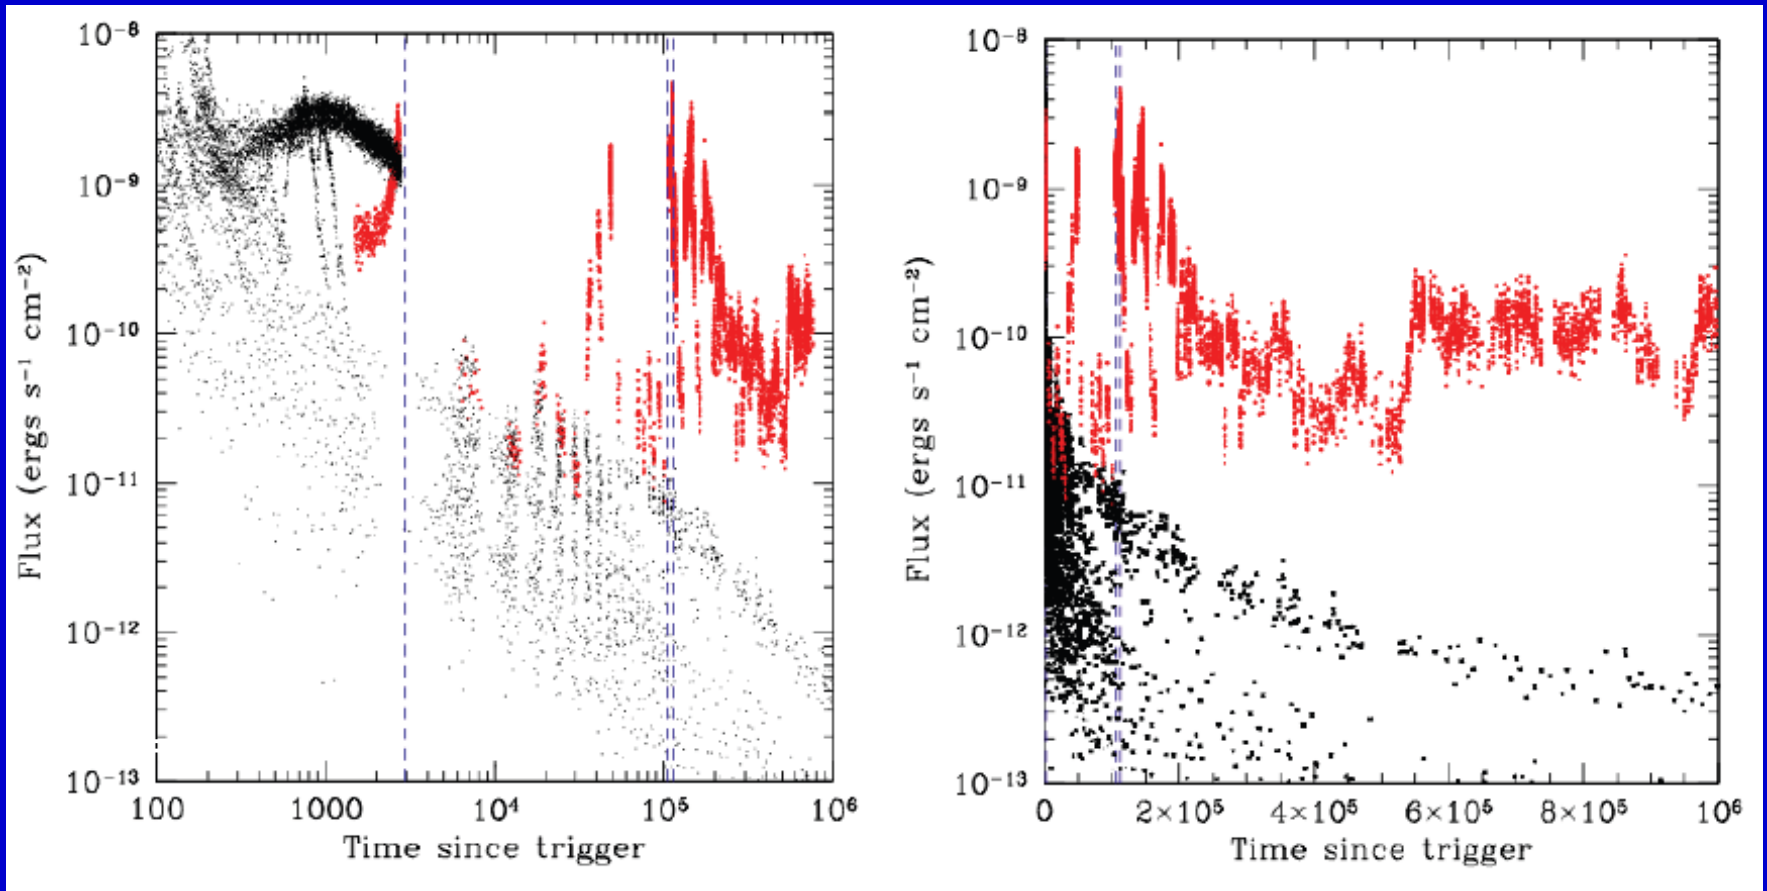 Flux (ergs s⁻¹ cm⁻²)
10⁻⁸
10⁻⁹
10⁻¹⁰
10⁻¹¹
10⁻¹²
10⁻¹³
100 1000 10⁴ 10⁵ 10⁶
Time since trigger
Flux (ergs s⁻¹ cm⁻²)
10⁻⁸
10⁻⁹
10⁻¹⁰
10⁻¹¹
10⁻¹²
10⁻¹³
0 2×10⁵ 4×10⁵ 6×10⁵ 8×10⁵ 10⁶
Time since trigger